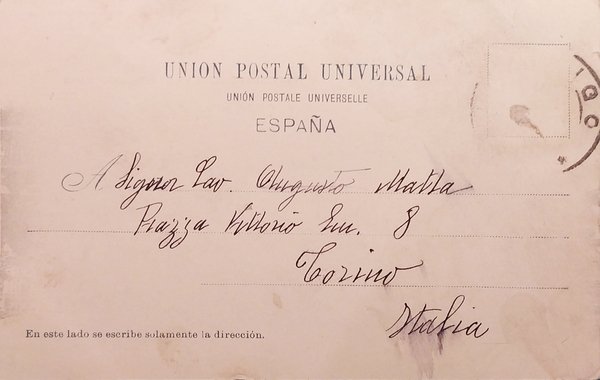 UNION POSTAL UNIVERSAL
UNIÓN POSTALE UNIVERSELLE
ESPAÑA
A Signor Cav. Augusto Matta
Piazza Vittorio Em. 8
Torino
Italia
En este lado se escribe solamente la dirección.